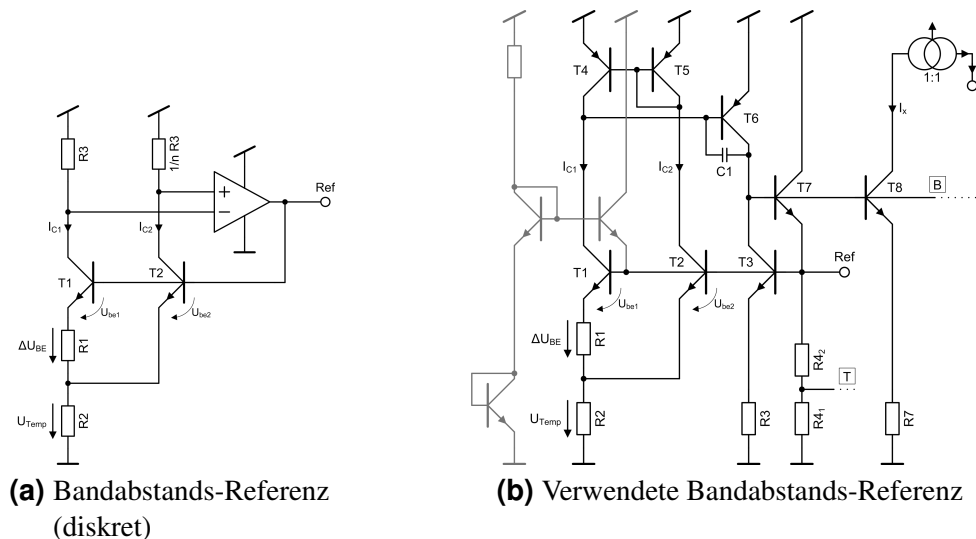 R3
1/n R3
+
−
Ref
I_C1
I_C2
T1
T2
U_be1
U_be2
ΔU_BE
R1
U_Temp
R2
(a) Bandabstands-Referenz
(diskret)
T4
T5
1:1
T6
I_x
C1
I_C1
I_C2
T7
T8
B
T1
T2
T3
Ref
U_be1
U_be2
ΔU_BE
R1
R4_2
T
U_Temp
R2
R3
R4_1
R7
(b) Verwendete Bandabstands-Referenz